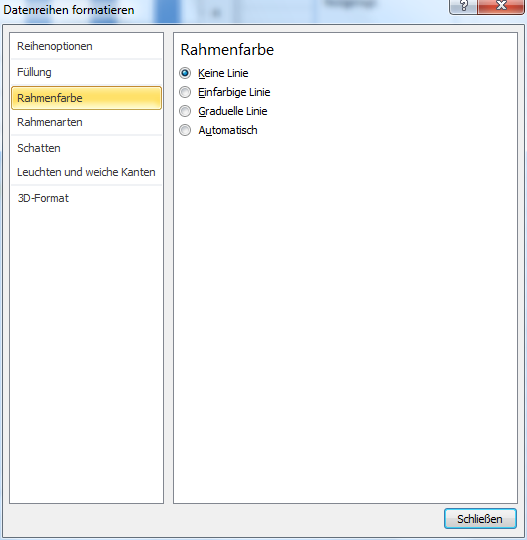 Datenreihen formatieren
Reihenoptionen
Füllung
Rahmenfarbe
Rahmenarten
Schatten
Leuchten und weiche Kanten
3D-Format
Rahmenfarbe
Keine Linie
Einfarbige Linie
Graduelle Linie
Automatisch
Schließen